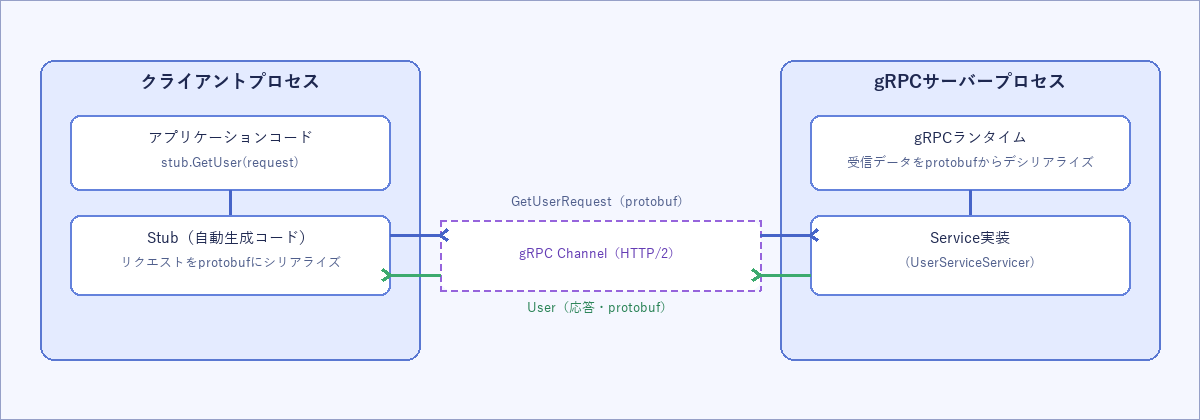 クライアントプロセス
アプリケーションコード
stub.GetUser(request)
Stub（自動生成コード）
リクエストをprotobufにシリアライズ
GetUserRequest（protobuf）
gRPC Channel（HTTP/2）
User（応答・protobuf）
gRPCサーバープロセス
gRPCランタイム
受信データをprotobufからデシリアライズ
Service実装
（UserServiceServicer）